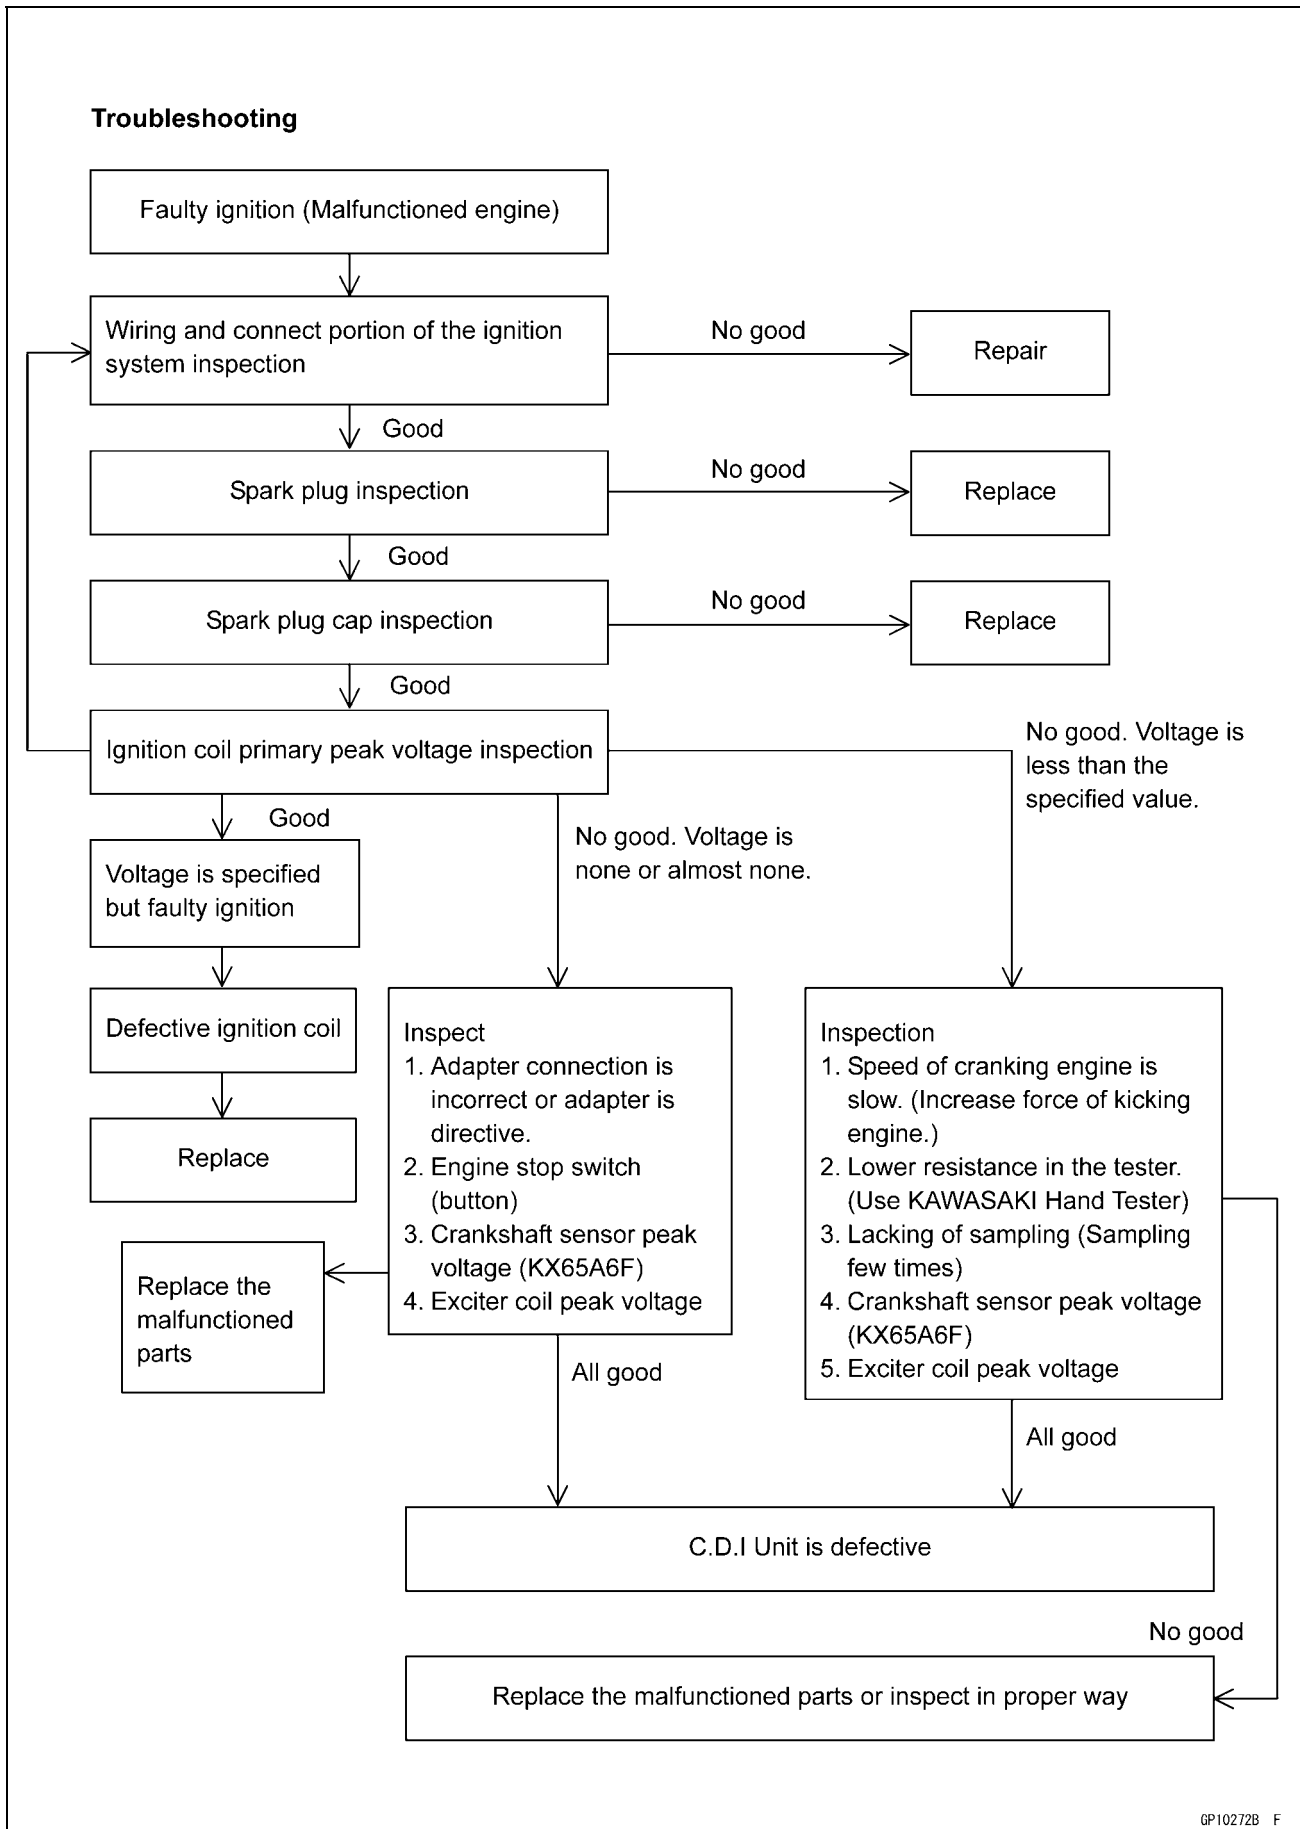 Troubleshooting
Faulty ignition (Malfunctioned engine)
Wiring and connect portion of the ignition
system inspection
No good
Repair
Good
Spark plug inspection
No good
Replace
Good
Spark plug cap inspection
No good
Replace
Good
Ignition coil primary peak voltage inspection
No good. Voltage is
less than the
specified value.
Good
No good. Voltage is
none or almost none.
Voltage is specified
but faulty ignition
Defective ignition coil
Replace
Inspect
1. Adapter connection is
incorrect or adapter is
directive.
2. Engine stop switch
(button)
3. Crankshaft sensor peak
voltage (KX65A6F)
4. Exciter coil peak voltage
Inspection
1. Speed of cranking engine is
slow. (Increase force of kicking
engine.)
2. Lower resistance in the tester.
(Use KAWASAKI Hand Tester)
3. Lacking of sampling (Sampling
few times)
4. Crankshaft sensor peak voltage
(KX65A6F)
5. Exciter coil peak voltage
Replace the
malfunctioned
parts
All good
All good
C.D.I Unit is defective
No good
Replace the malfunctioned parts or inspect in proper way
GP10272B F